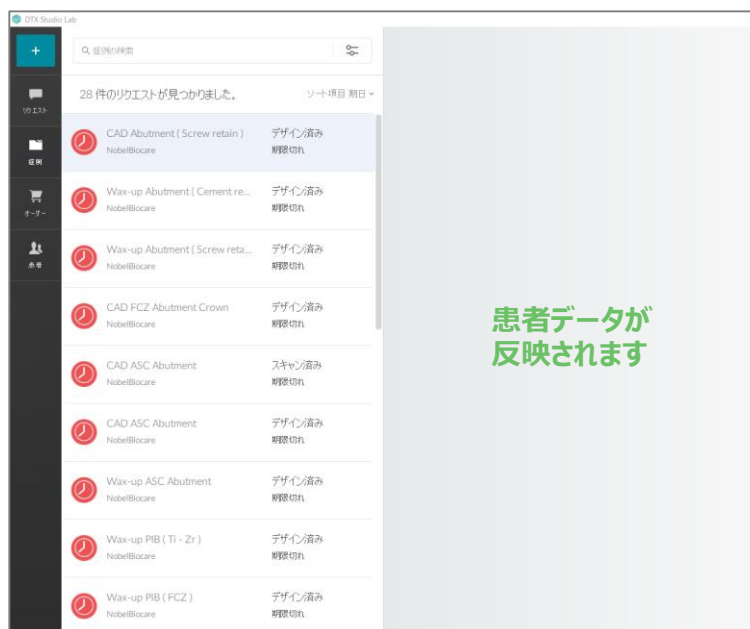 DTX Studio Lab
+
症例の検索
リクエスト
28 件のリクエストが見つかりました。
ソート項目 期日
症例
オーダー
患者
CAD Abutment ( Screw retain )
デザイン済み
NobelBiocare
期限切れ
Wax-up Abutment ( Cement re...
デザイン済み
NobelBiocare
期限切れ
Wax-up Abutment ( Screw reta...
デザイン済み
NobelBiocare
期限切れ
CAD FCZ Abutment Crown
デザイン済み
NobelBiocare
期限切れ
CAD ASC Abutment
スキャン済み
NobelBiocare
期限切れ
CAD ASC Abutment
デザイン済み
NobelBiocare
期限切れ
Wax-up ASC Abutment
デザイン済み
NobelBiocare
期限切れ
Wax-up PIB ( Ti - Zr )
デザイン済み
NobelBiocare
期限切れ
Wax-up PIB ( FCZ )
デザイン済み
NobelBiocare
期限切れ
患者データが
反映されます